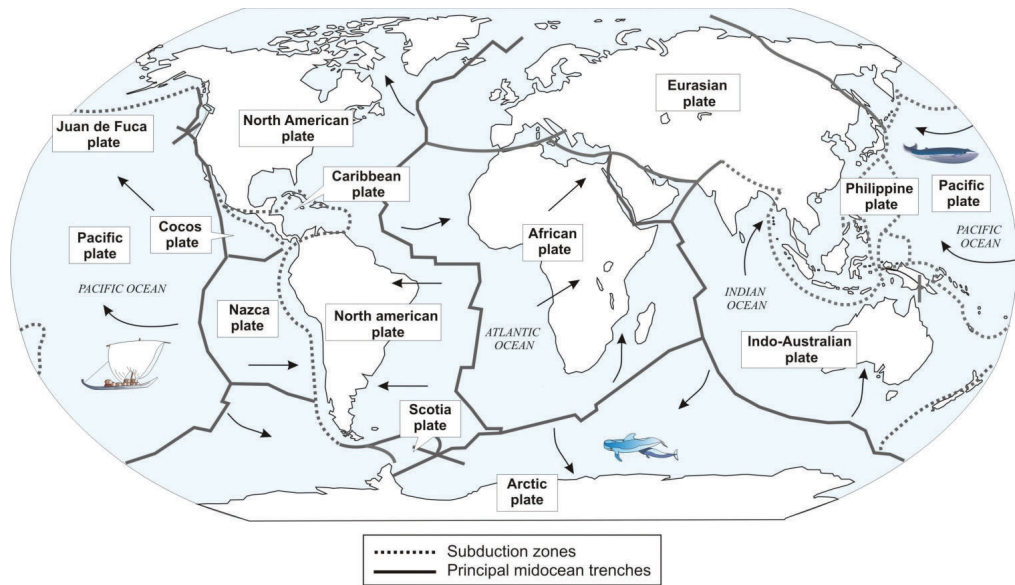 Eurasian
plate
Juan de Fuca
plate
North American
plate
Caribbean
plate
Philippine
plate
Pacific
plate
Cocos
plate
African
plate
Pacific
plate
PACIFIC
OCEAN
PACIFIC OCEAN
INDIAN
OCEAN
Nazca
plate
North american
plate
ATLANTIC
OCEAN
Indo-Australian
plate
Scotia
plate
Arctic
plate
Subduction zones
Principal midocean trenches